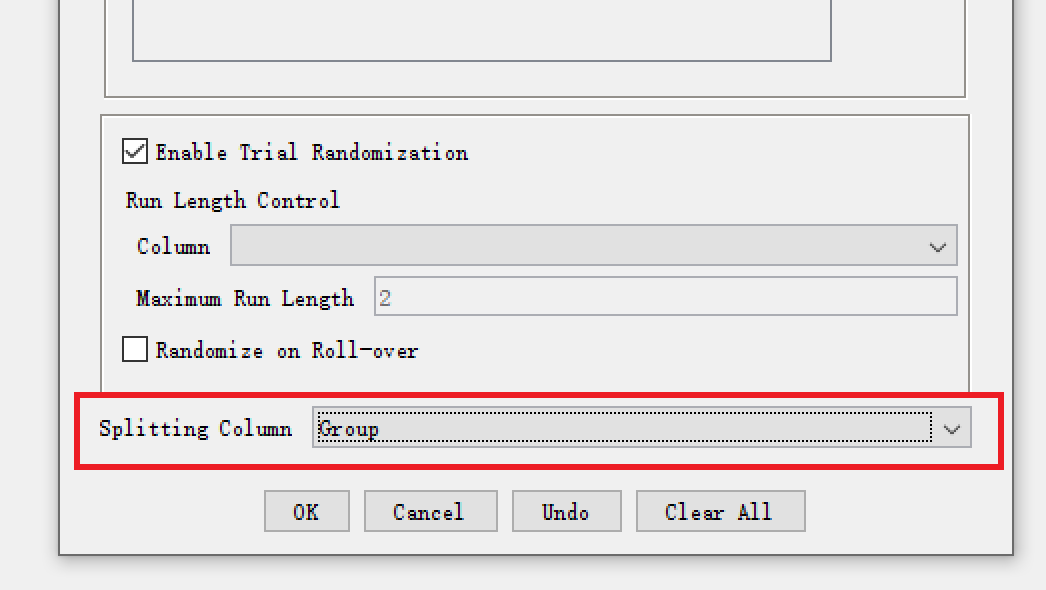 Enable Trial Randomization
Run Length Control
Column
Maximum Run Length 2
Randomize on Roll-over
Splitting Column Group
OK Cancel Undo Clear All